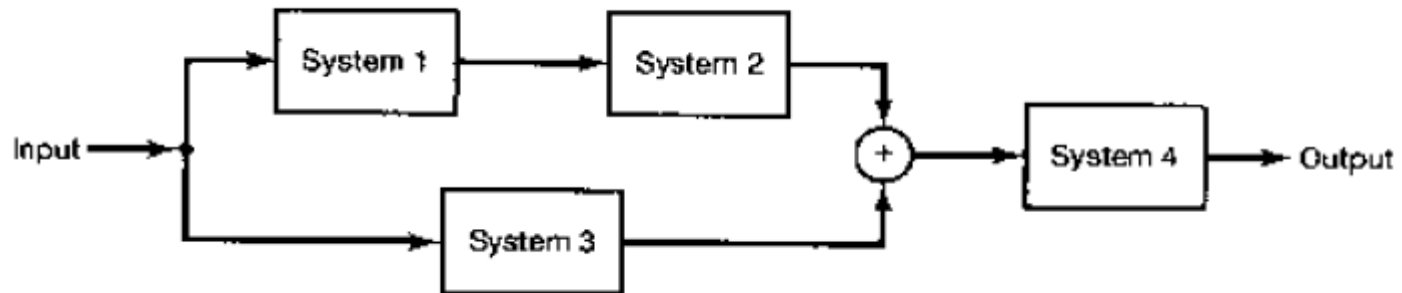 System 1
System 2
Input
+
System 4
Output
System 3